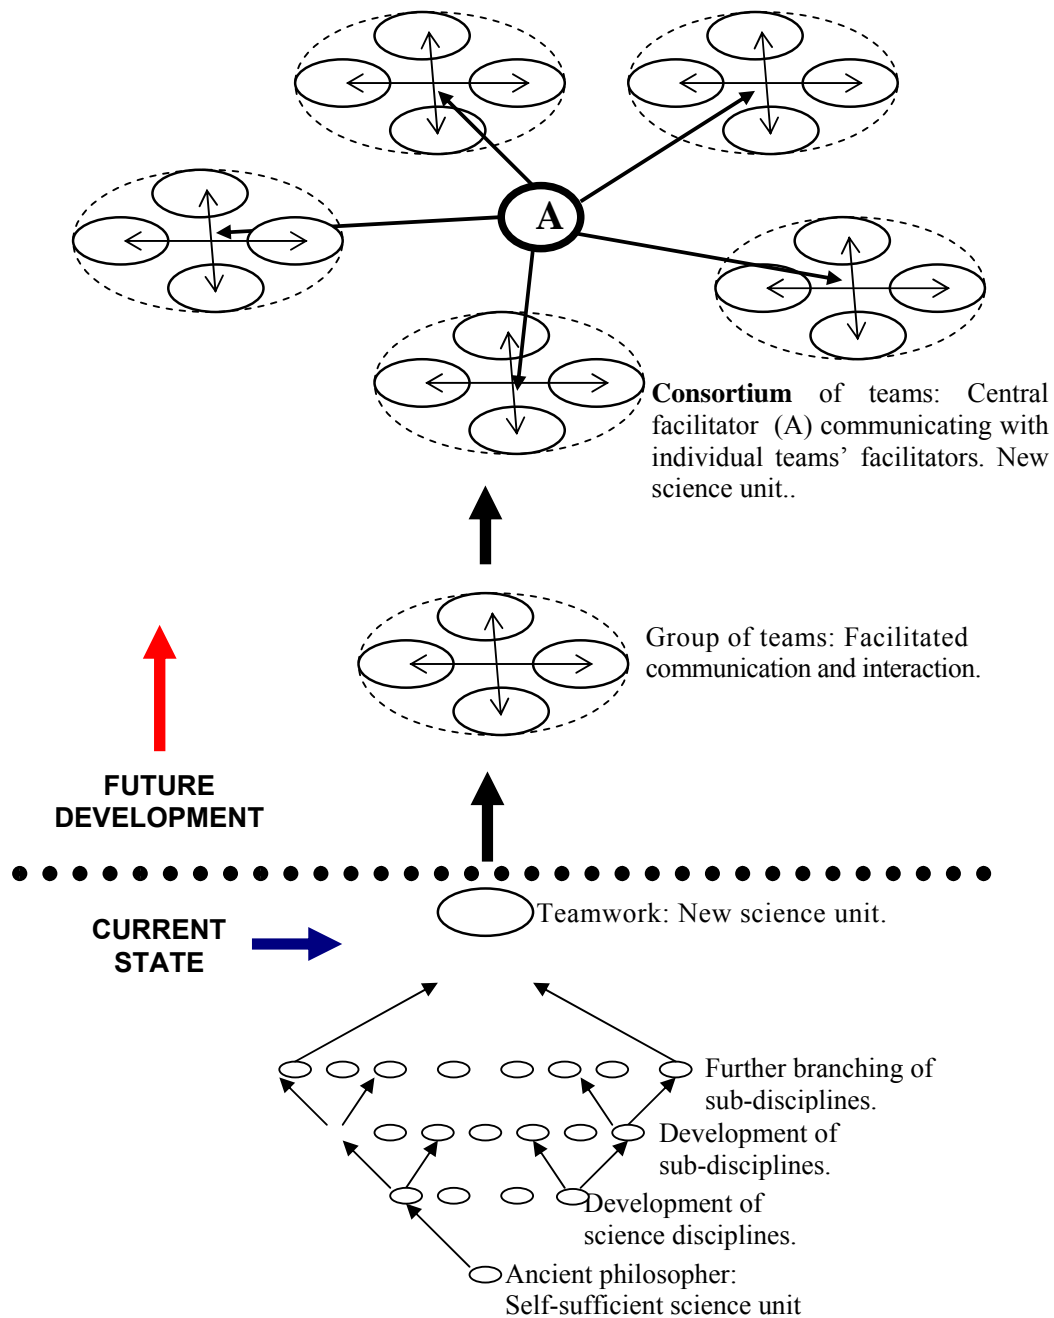 A
Consortium of teams: Central
facilitator (A) communicating with
individual teams’ facilitators. New
science unit..
Group of teams: Facilitated
communication and interaction.
FUTURE
DEVELOPMENT
Teamwork: New science unit.
CURRENT
STATE
Further branching of
sub-disciplines.
Development of
sub-disciplines.
Development of
science disciplines.
Ancient philosopher:
Self-sufficient science unit